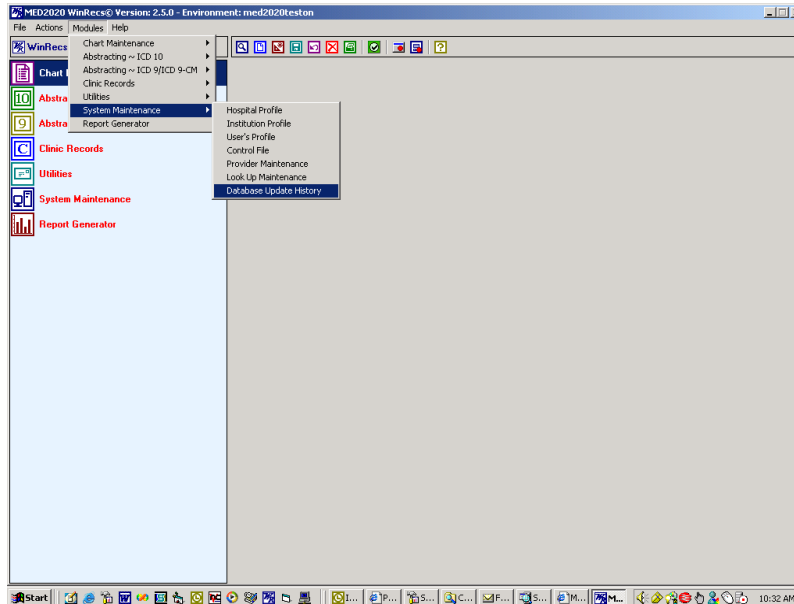 MED2020 WinRecs© Version: 2.5.0 - Environment: med2020teston
File Actions Modules Help
WinRecs
Chart Maintenance
Abstracting ~ ICD 10
Abstracting ~ ICD 9/ICD 9-CM
Clinic Records
Utilities
System Maintenance
Report Generator
Hospital Profile
Institution Profile
User's Profile
Control File
Provider Maintenance
Look Up Maintenance
Database Update History
Chart
10 Abstra
9 Abstra
C Clinic Records
Utilities
System Maintenance
Report Generator
Start I... P... S... C... F... S... M... M... 10:32 AM